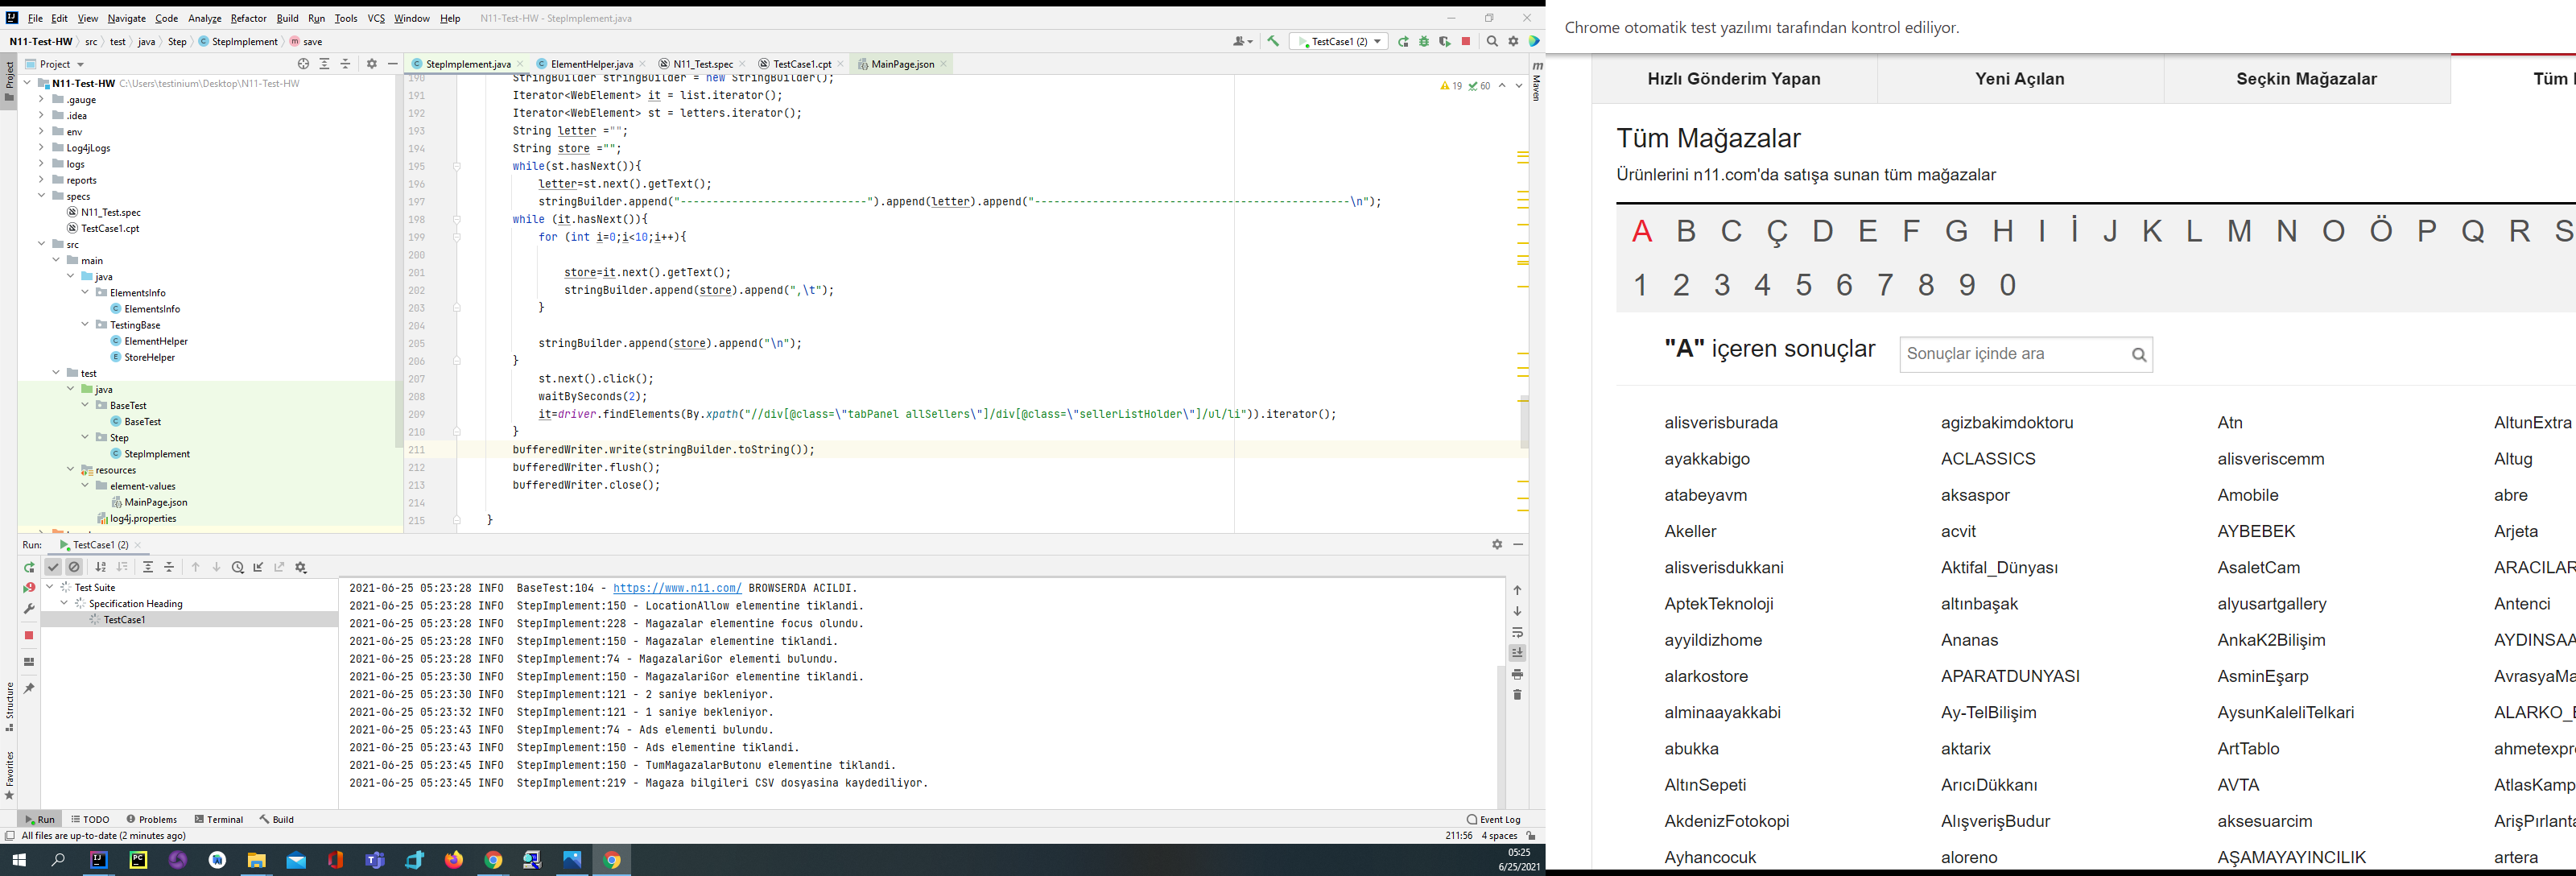 File Edit View Navigate Code Analyze Refactor Build Run Tools VCS Window Help N11-Test-HW - StepImplement.java
N11-Test-HW src test java Step StepImplement save
TestCase1 (2)
Project
StepImplement.java ElementHelper.java N11_Test.spec TestCase1.cpt MainPage.json
Project
N11-Test-HW C:\Users\testinium\Desktop\N11-Test-HW
.gauge
.idea
env
Log4jLogs
logs
reports
specs
N11_Test.spec
TestCase1.cpt
src
main
java
ElementsInfo
ElementsInfo
TestingBase
ElementHelper
StoreHelper
test
java
BaseTest
BaseTest
Step
StepImplement
resources
element-values
MainPage.json
log4j.properties
19 60
Maven
190 StringBuilder stringBuilder = new StringBuilder();
191 Iterator<WebElement> it = list.iterator();
192 Iterator<WebElement> st = letters.iterator();
193 String letter ="";
194 String store ="";
195 while(st.hasNext()){
196 letter=st.next().getText();
197 stringBuilder.append("----------------------------").append(letter).append("-----------------------------------------------\n");
198 while (it.hasNext()){
199 for (int i=0;i<10;i++){
200
201 store=it.next().getText();
202 stringBuilder.append(store).append(",\t");
203 }
204
205 stringBuilder.append(store).append("\n");
206 }
207 st.next().click();
208 waitBySeconds(2);
209 it=driver.findElements(By.xpath("//div[@class=\"tabPanel allSellers\"]/div[@class=\"sellerListHolder\"]/ul/li")).iterator();
210 }
211 bufferedWriter.write(stringBuilder.toString());
212 bufferedWriter.flush();
213 bufferedWriter.close();
214
215 }
Run: TestCase1 (2)
Test Suite
Specification Heading
TestCase1
2021-06-25 05:23:28 INFO BaseTest:104 - https://www.n11.com/ BROWSERDA ACILDI.
2021-06-25 05:23:28 INFO StepImplement:150 - LocationAllow elementine tiklandi.
2021-06-25 05:23:28 INFO StepImplement:228 - Magazalar elementine focus olundu.
2021-06-25 05:23:28 INFO StepImplement:150 - Magazalar elementine tiklandi.
2021-06-25 05:23:28 INFO StepImplement:74 - MagazalariGor elementi bulundu.
2021-06-25 05:23:30 INFO StepImplement:150 - MagazalariGor elementine tiklandi.
2021-06-25 05:23:30 INFO StepImplement:121 - 2 saniye bekleniyor.
2021-06-25 05:23:32 INFO StepImplement:121 - 1 saniye bekleniyor.
2021-06-25 05:23:43 INFO StepImplement:74 - Ads elementi bulundu.
2021-06-25 05:23:43 INFO StepImplement:150 - Ads elementine tiklandi.
2021-06-25 05:23:45 INFO StepImplement:150 - TumMagazalarButonu elementine tiklandi.
2021-06-25 05:23:45 INFO StepImplement:219 - Magaza bilgileri CSV dosyasina kaydediliyor.
Structure
Favorites
Run TODO Problems Terminal Build Event Log
All files are up-to-date (2 minutes ago) 211:56 4 spaces
05:25
6/25/2021
Chrome otomatik test yazılımı tarafından kontrol ediliyor.
Hızlı Gönderim Yapan Yeni Açılan Seçkin Mağazalar Tüm
Tüm Mağazalar
Ürünlerini n11.com'da satışa sunan tüm mağazalar
A B C Ç D E F G H I İ J K L M N O Ö P Q R S
1 2 3 4 5 6 7 8 9 0
"A" içeren sonuçlar Sonuçlar içinde ara
alisverisburada agizbakimdoktoru Atn AltunExtra
ayakkabigo ACLASSICS alisveriscemm Altug
atabeyavm aksaspor Amobile abre
Akeller acvit AYBEBEK Arjeta
alisverisdukkani Aktifal_Dünyası AsaletCam ARACILAR
AptekTeknoloji altınbaşak alyusartgallery Antenci
ayyildizhome Ananas AnkaK2Bilişim AYDINSAA
alarkostore APARATDUNYASI AsminEşarp AvrasyaMa
alminaayakkabi Ay-TelBilişim AysunKaleliTelkari ALARKO_
abukka aktarix ArtTablo ahmetexpr
AltınSepeti ArıcıDükkanı AVTA AtlasKamp
AkdenizFotokopi AlışverişBudur aksesuarcim ArişPırlanta
Ayhancocuk aloreno AŞAMAYAYINCILIK artera